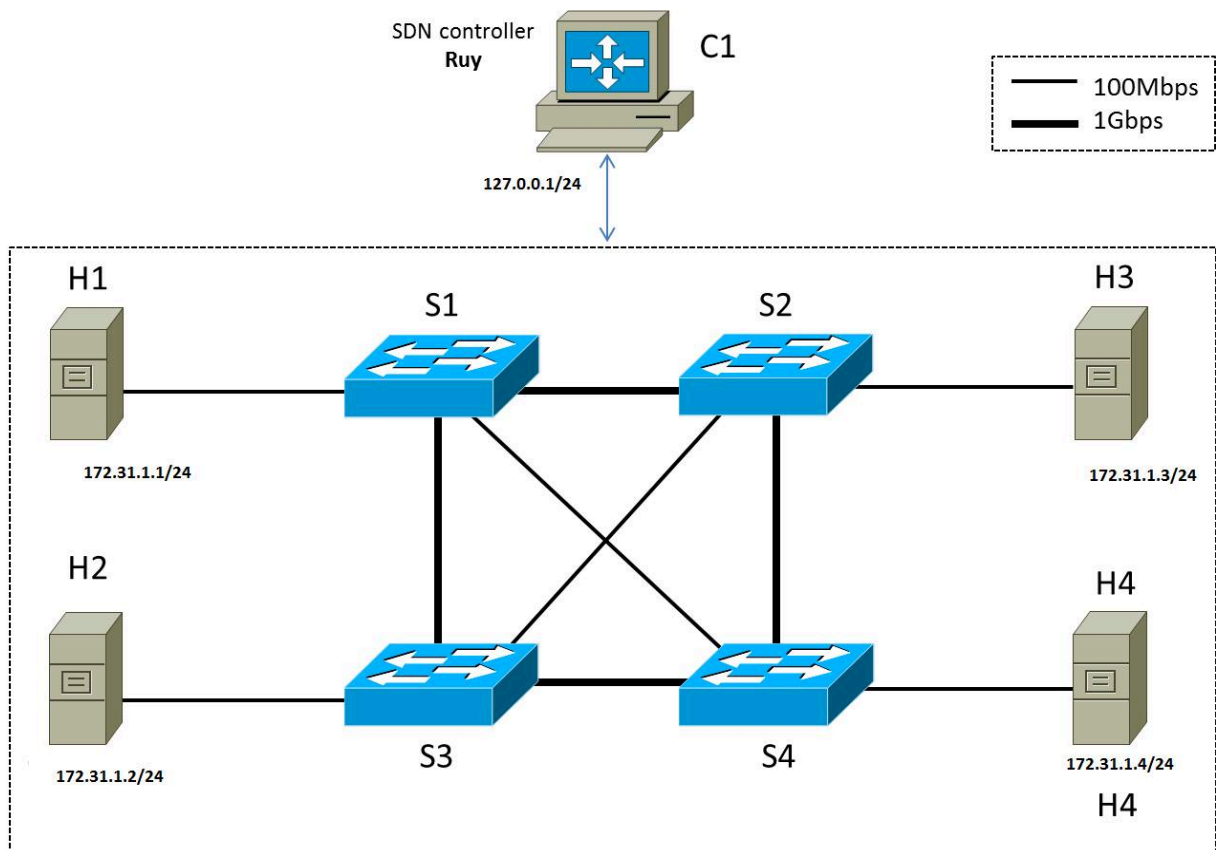 SDN controller
Ruy
C1
100Mbps
1Gbps
127.0.0.1/24
H1
S1
S2
H3
172.31.1.1/24
172.31.1.3/24
H2
H4
S3
S4
172.31.1.2/24
172.31.1.4/24
H4